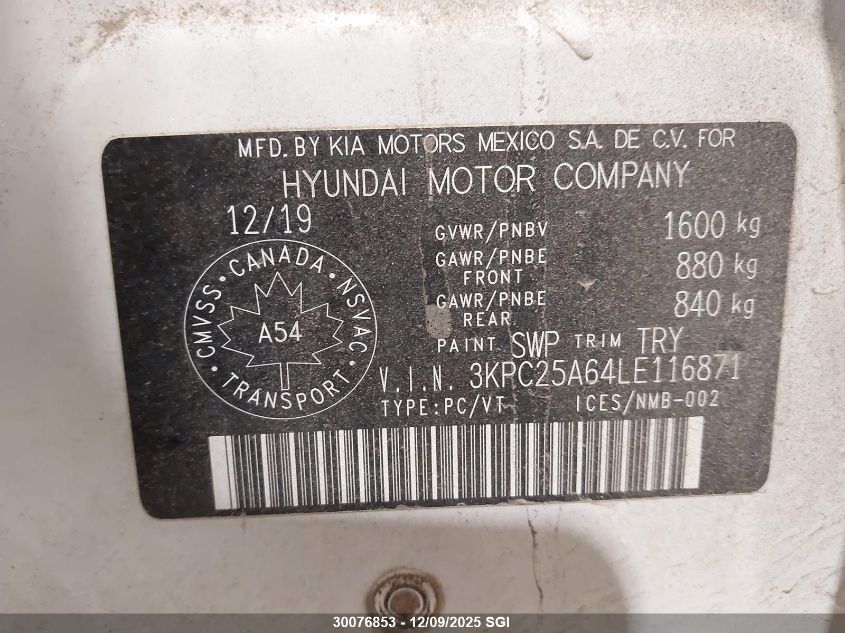 MFD. BY KIA MOTORS MEXICO S.A. DE C.V. FOR
HYUNDAI MOTOR COMPANY
12/19
GVWR/PNBV 1600 kg
GAWR/PNBE FRONT 880 kg
GAWR/PNBE REAR 840 kg
CMVSS · CANADA · NSVAC · TRANSPORT ·
A54
PAINT SWP TRIM TRY
V.I.N. 3KPC25A64LE116871
TYPE:PC/VT ICES/NMB-002
30076853 - 12/09/2025 SGI